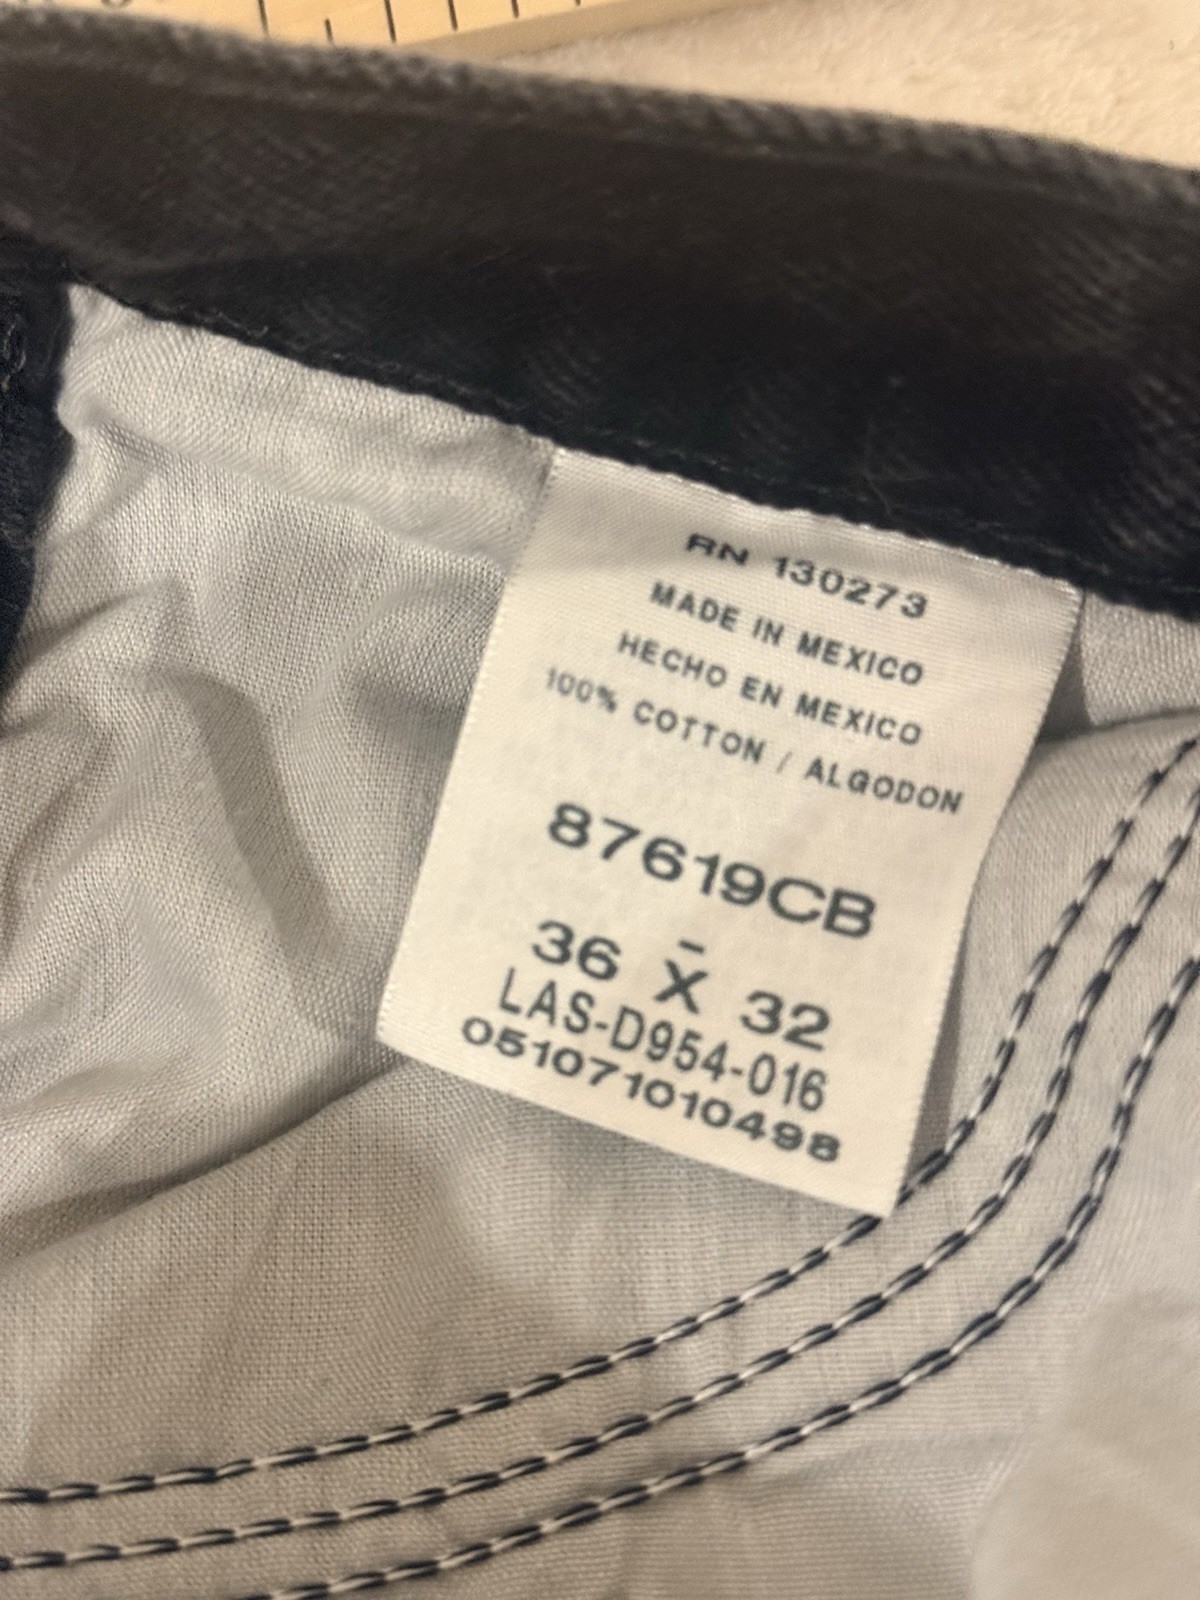 RN 130273
MADE IN MEXICO
HECHO EN MEXICO
100% COTTON / ALGODON
87619CB
-
36 X 32
LAS-D954-016
051071010498